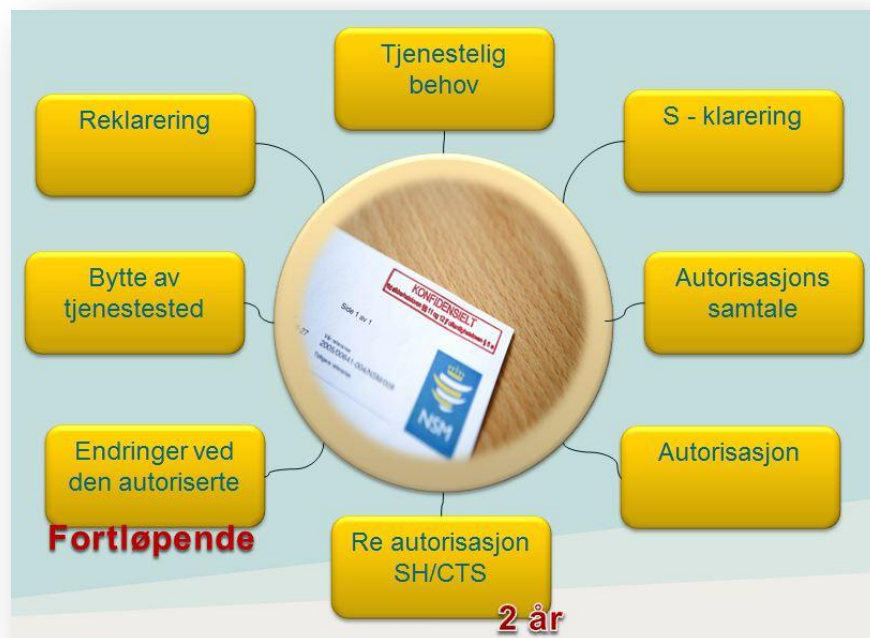 Tjenestelig
behov
S - klarering
Autorisasjons
samtale
Autorisasjon
Re autorisasjon
SH/CTS
2 år
Endringer ved
den autoriserte
Fortløpende
Bytte av
tjenestested
Reklarering
KONFIDENSIELT
Side 1 av 1
NSM